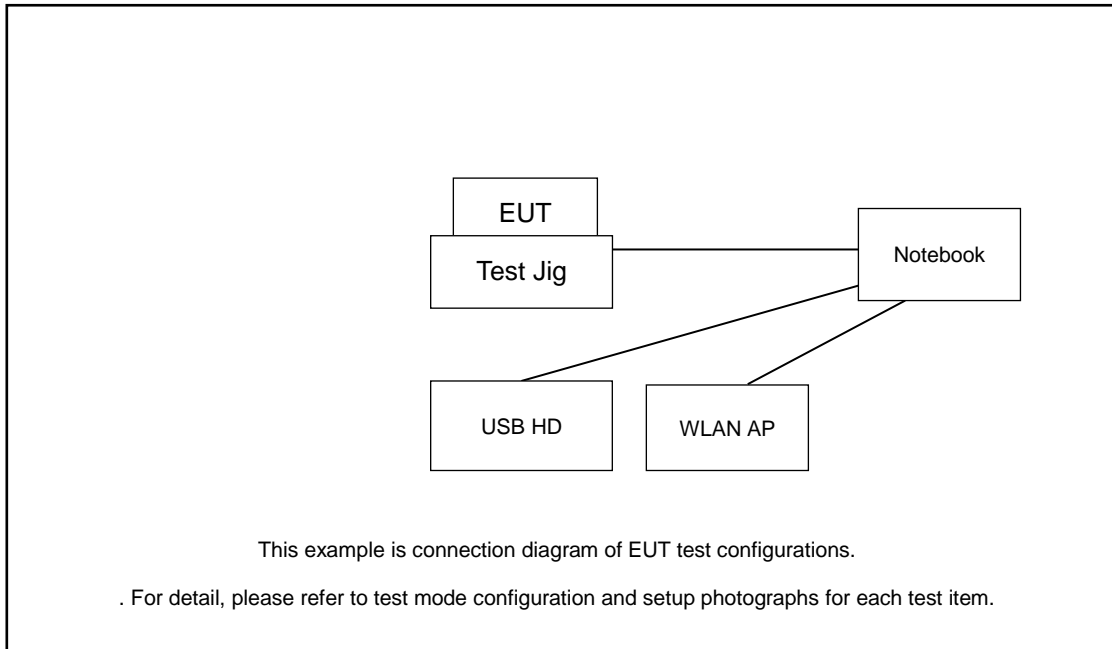 EUT
Test Jig
Notebook
USB HD
WLAN AP
This example is connection diagram of EUT test configurations.
. For detail, please refer to test mode configuration and setup photographs for each test item.